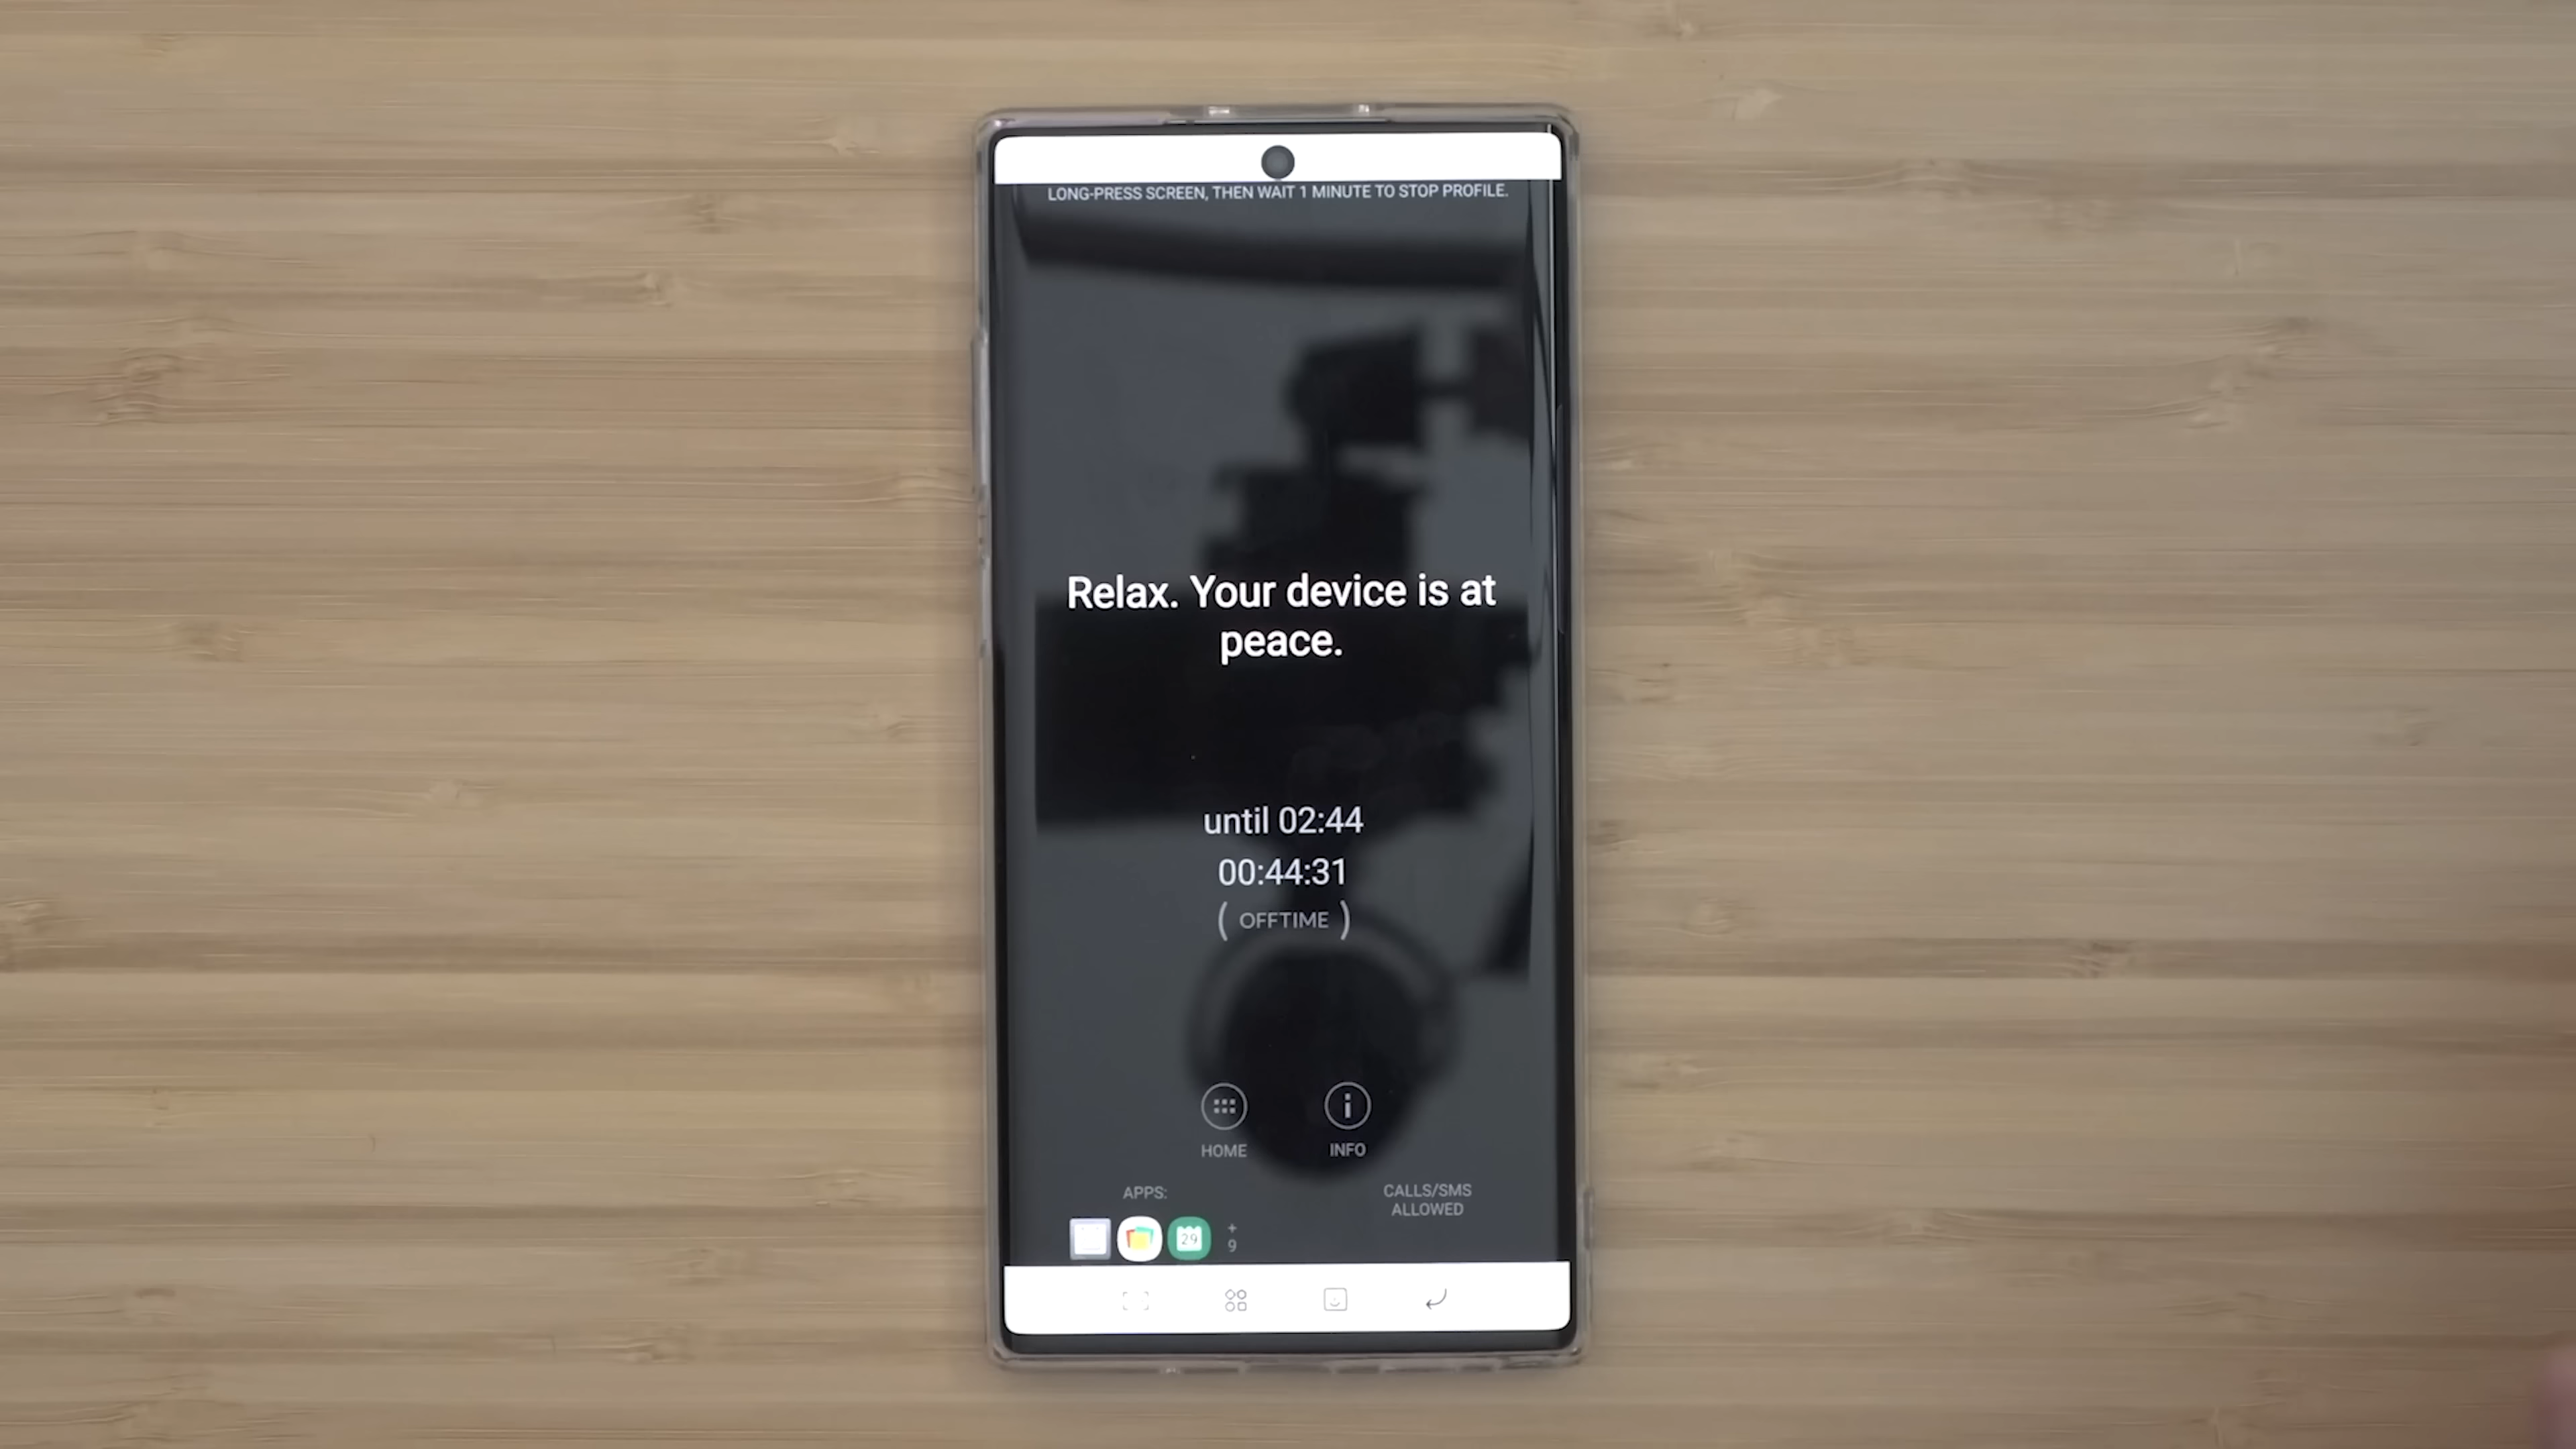 LONG-PRESS SCREEN, THEN WAIT 1 MINUTE TO STOP PROFILE.
Relax. Your device is at
peace.
until 02:44
00:44:31
( OFFTIME )
HOME
INFO
APPS:
CALLS/SMS
ALLOWED
29
+
9